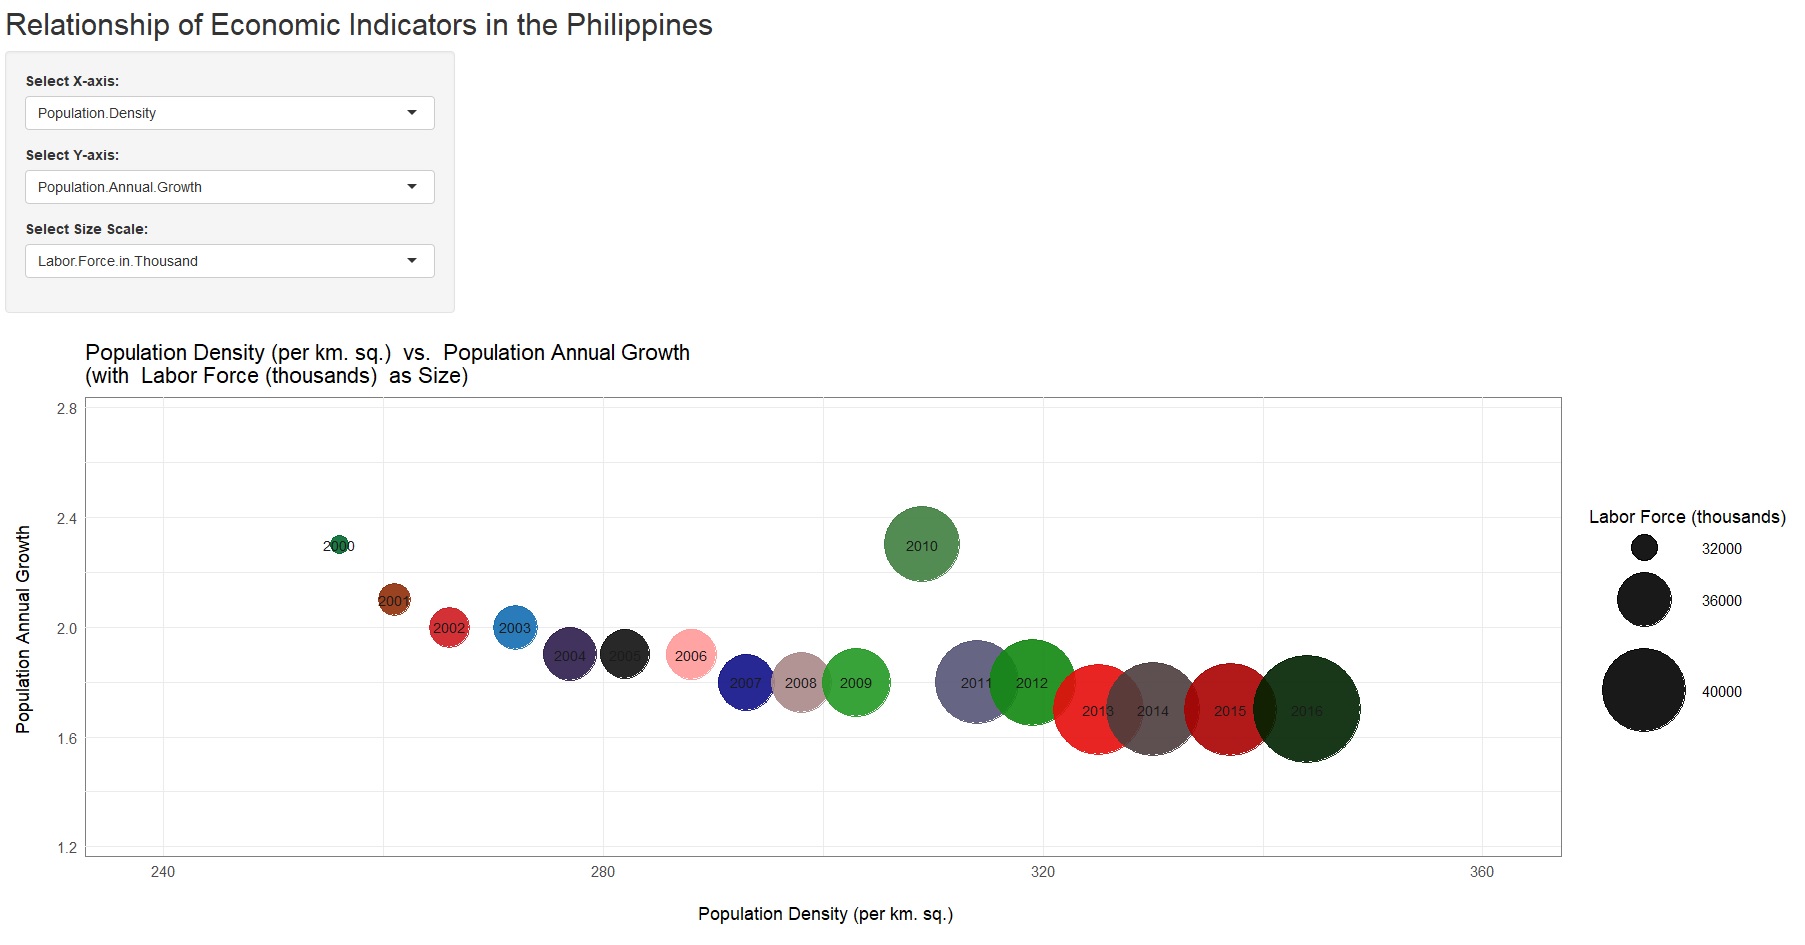 Relationship of Economic Indicators in the Philippines
Select X-axis:
Population.Density
Select Y-axis:
Population.Annual.Growth
Select Size Scale:
Labor.Force.in.Thousand
Population Density (per km. sq.)  vs.  Population Annual Growth
(with  Labor Force (thousands)  as Size)
2.8
2.4
2.0
1.6
1.2
Population Annual Growth
2000
2001
2002
2003
2004
2005
2006
2007
2008
2009
2010
2011
2012
2013
2014
2015
2016
240
280
320
360
Population Density (per km. sq.)
Labor Force (thousands)
32000
36000
40000